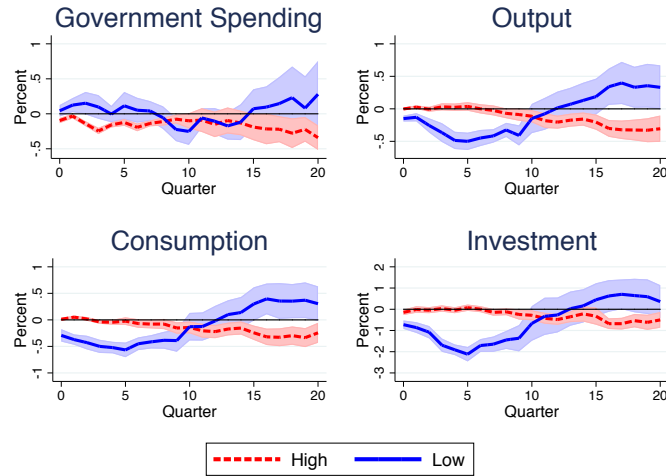 Government Spending
Percent
1
.5
0
-.5
0 5 10 15 20
Quarter
Output
Percent
1
.5
0
-.5
0 5 10 15 20
Quarter
Consumption
Percent
1
.5
0
-.5
-1
0 5 10 15 20
Quarter
Investment
Percent
2
1
0
-1
-2
-3
0 5 10 15 20
Quarter
High Low